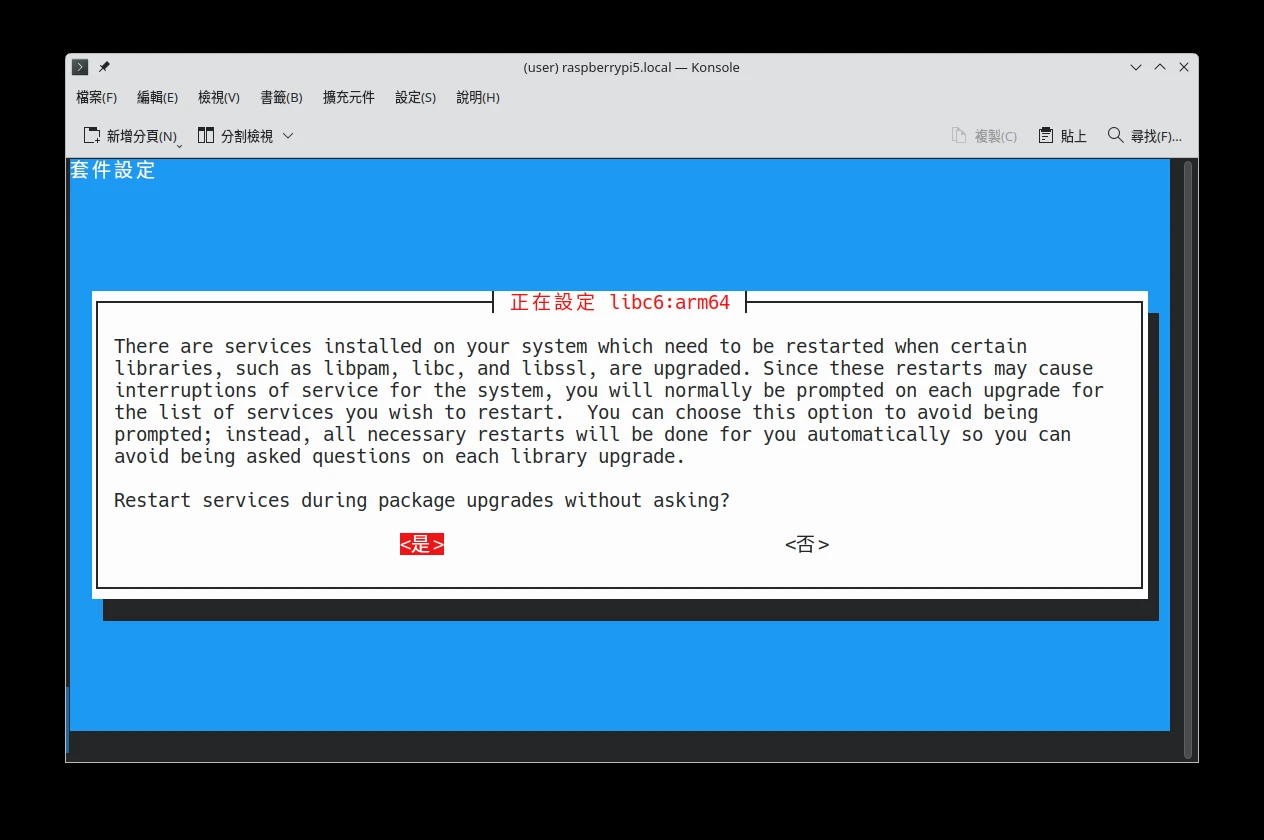 (user) raspberrypi5.local — Konsole
檔案(F) 編輯(E) 檢視(V) 書籤(B) 擴充元件 設定(S) 說明(H)
新增分頁(N) 分割檢視 複製(C) 貼上 尋找(F)...
套件設定
正在設定 libc6:arm64
There are services installed on your system which need to be restarted when certain
libraries, such as libpam, libc, and libssl, are upgraded. Since these restarts may cause
interruptions of service for the system, you will normally be prompted on each upgrade for
the list of services you wish to restart.  You can choose this option to avoid being
prompted; instead, all necessary restarts will be done for you automatically so you can
avoid being asked questions on each library upgrade.
Restart services during package upgrades without asking?
<是> <否>